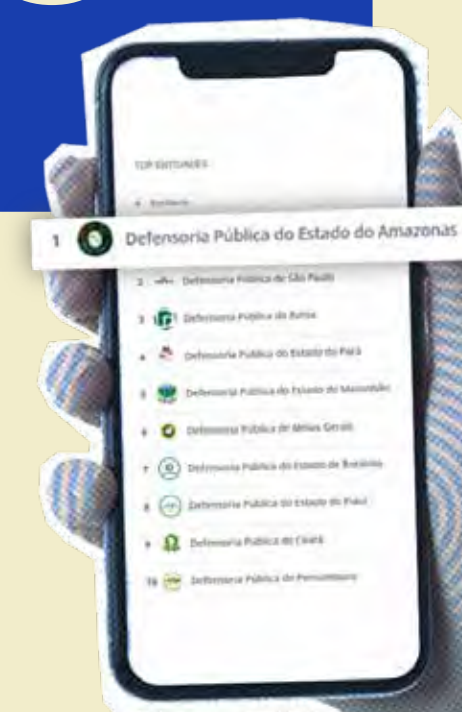 TOP ENTIDADES
1 Defensoria Pública do Estado do Amazonas
2 Defensoria Pública de São Paulo
3 Defensoria Pública da Bahia
4 Defensoria Pública do Estado do Pará
5 Defensoria Pública do Estado do Maranhão
6 Defensoria Pública de Minas Gerais
7 Defensoria Pública do Estado de Rondônia
8 Defensoria Pública do Estado do Piauí
9 Defensoria Pública do Ceará
10 Defensoria Pública de Pernambuco